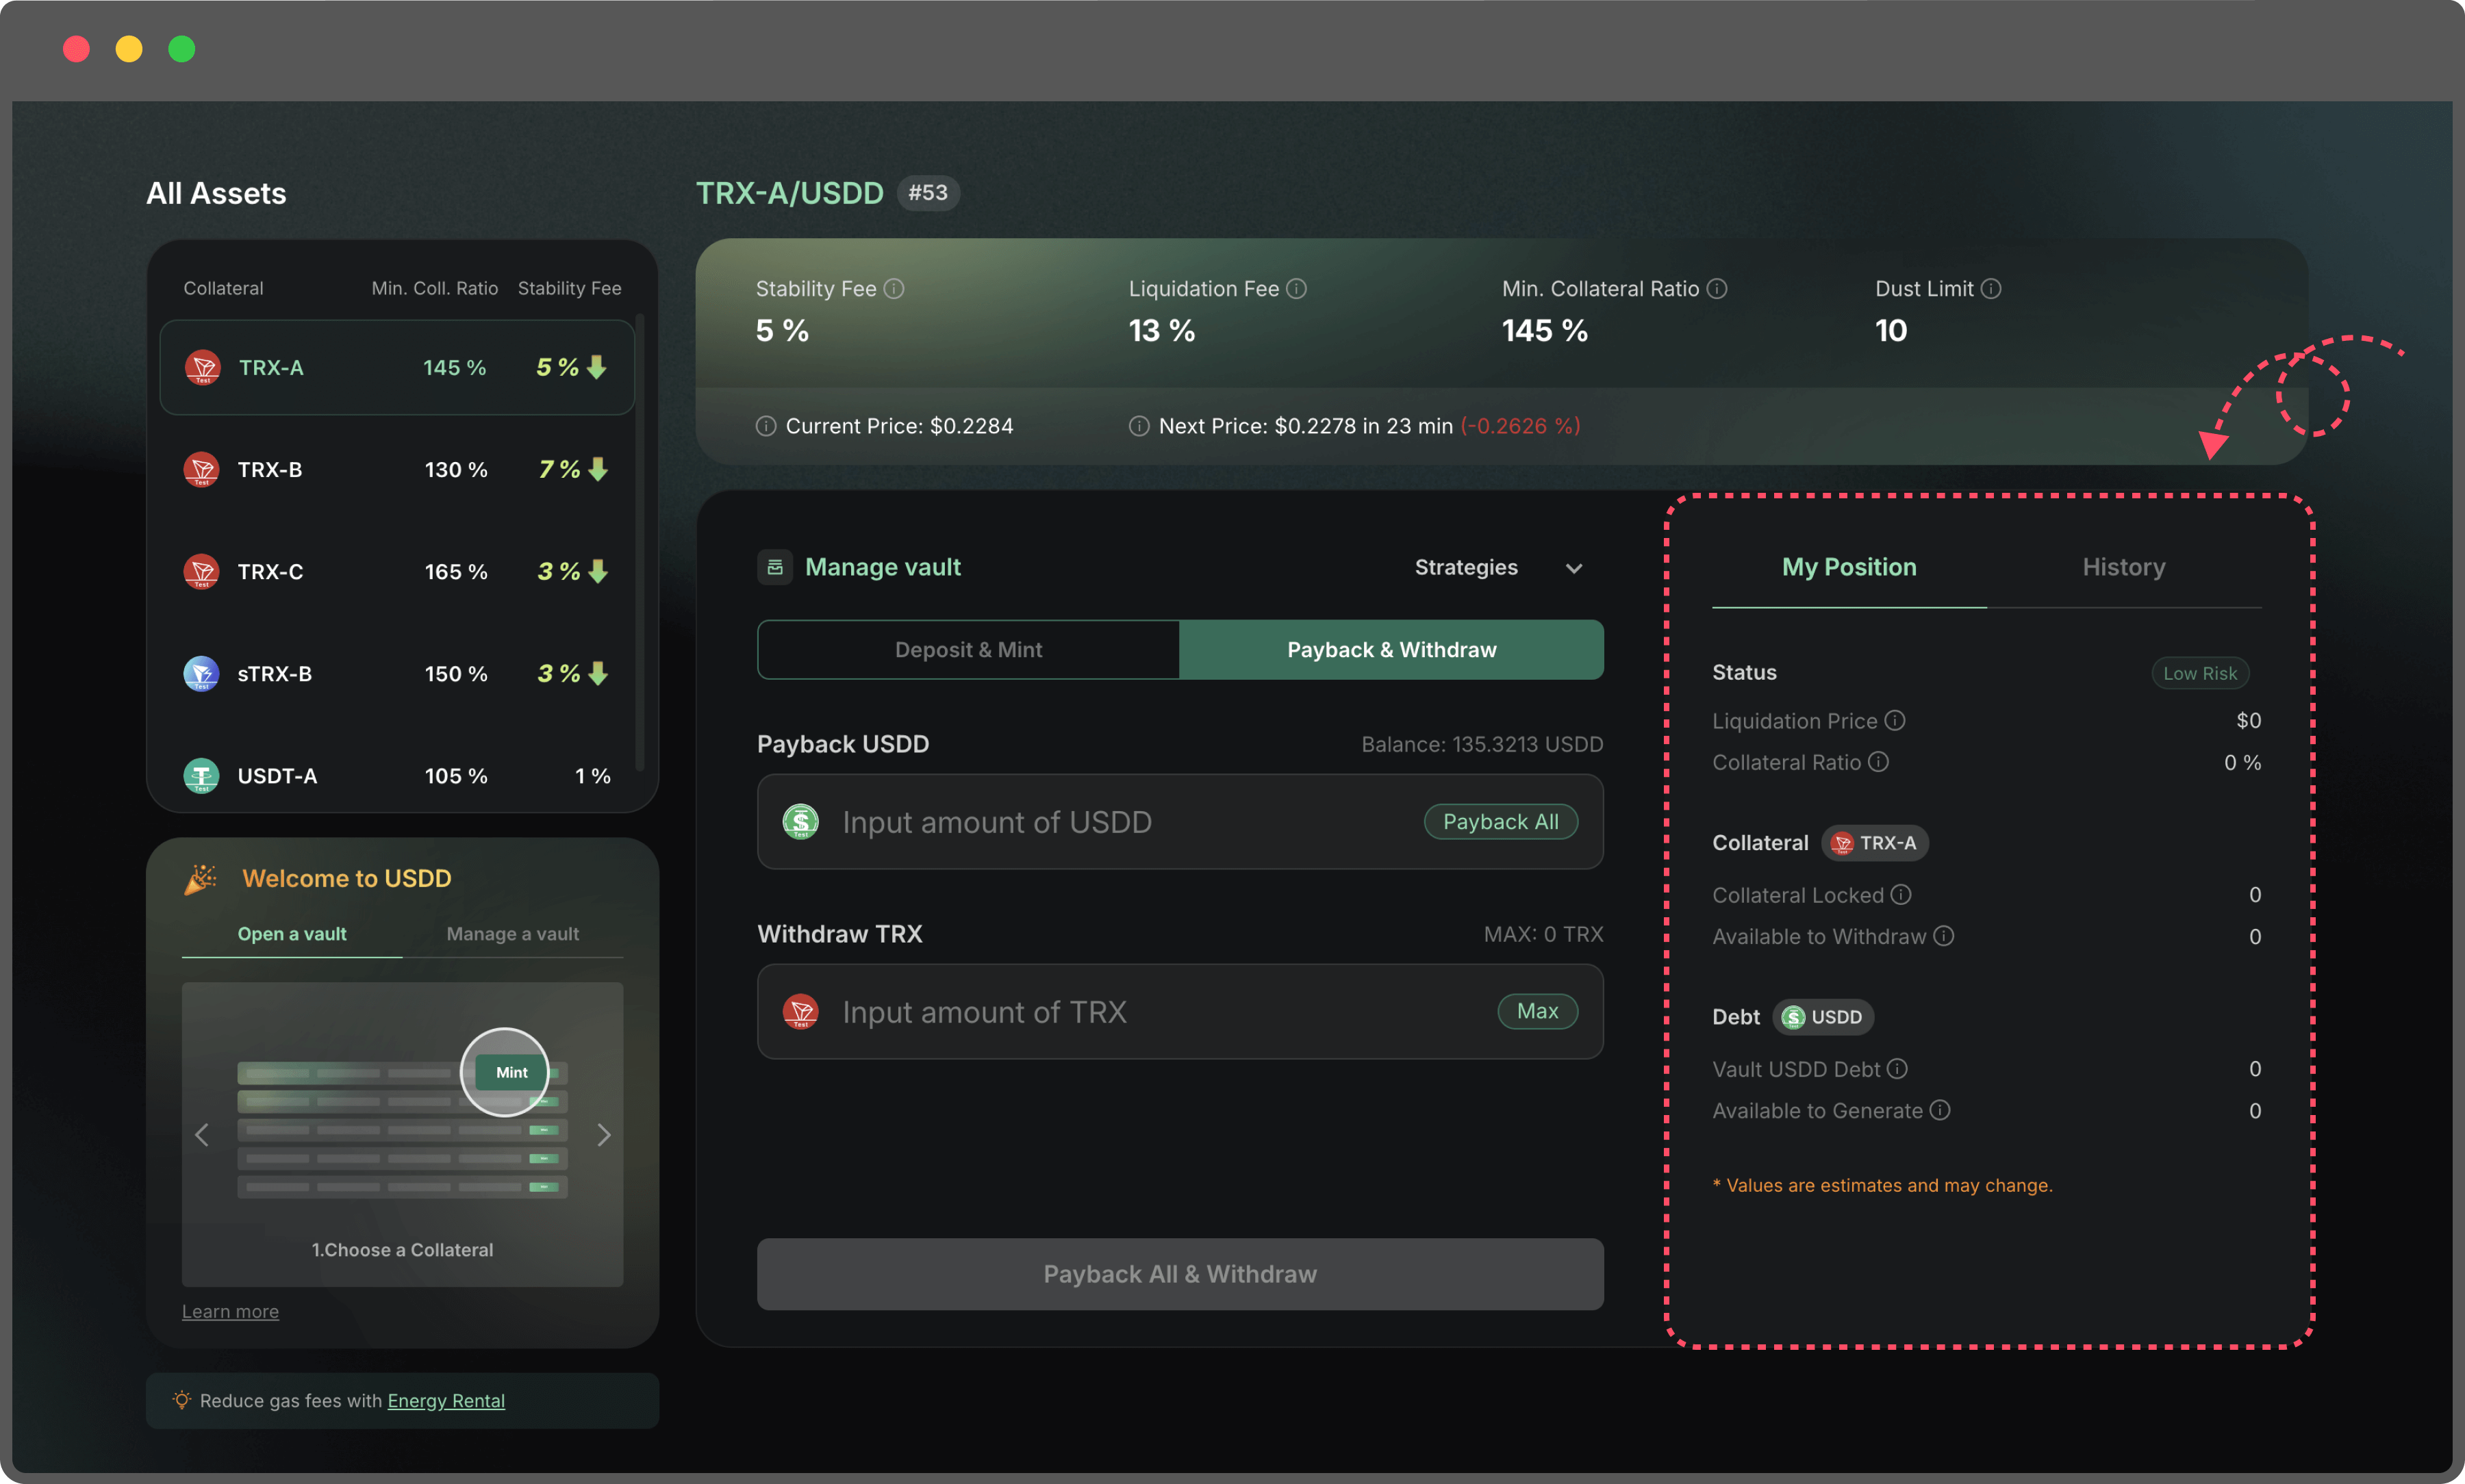 All Assets
Collateral Min. Coll. Ratio Stability Fee
TRX-A 145 % 5 %
TRX-B 130 % 7 %
TRX-C 165 % 3 %
sTRX-B 150 % 3 %
USDT-A 105 % 1 %
Welcome to USDD
Open a vault Manage a vault
Mint
1.Choose a Collateral
Learn more
Reduce gas fees with Energy Rental
TRX-A/USDD #53
Stability Fee Liquidation Fee Min. Collateral Ratio Dust Limit
5 % 13 % 145 % 10
Current Price: $0.2284 Next Price: $0.2278 in 23 min (-0.2626 %)
Manage vault Strategies
Deposit & Mint Payback & Withdraw
Payback USDD Balance: 135.3213 USDD
Input amount of USDD Payback All
Withdraw TRX MAX: 0 TRX
Test Input amount of TRX Max
Payback All & Withdraw
My Position History
Status Low Risk
Liquidation Price $0
Collateral Ratio 0 %
Collateral TRX-A
Collateral Locked 0
Available to Withdraw 0
Debt USDD
Vault USDD Debt 0
Available to Generate 0
* Values are estimates and may change.